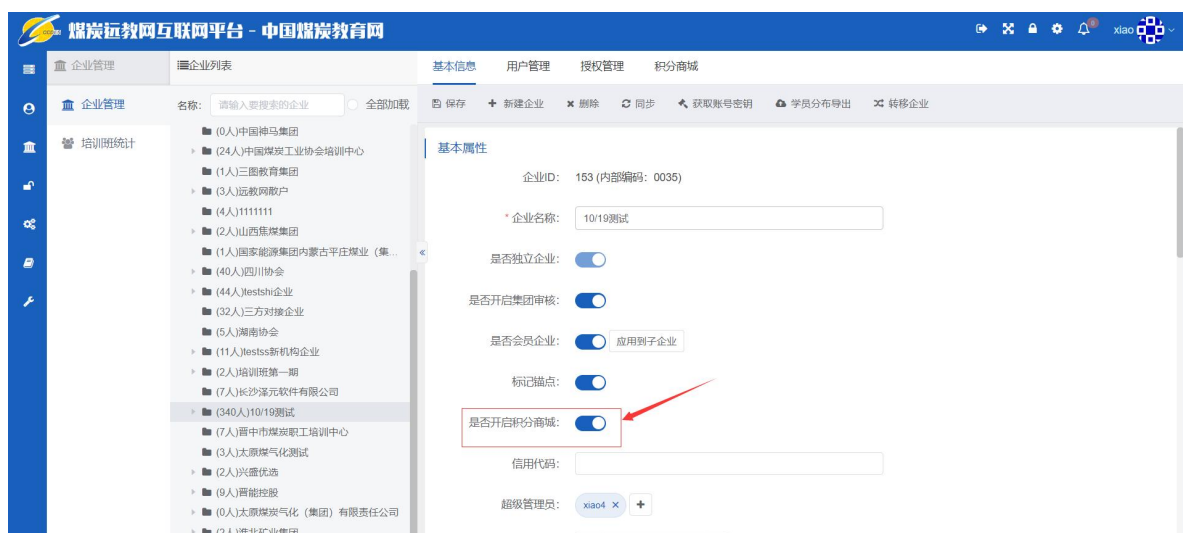 煤炭远教网互联网平台 - 中国煤炭教育网
0
xiao
企业管理
企业管理
培训班统计
企业列表
名称: 请输入要搜索的企业 全部加载
(0人)中国神马集团
(24人)中国煤炭工业协会培训中心
(1人)三图教育集团
(3人)远教网散户
(4人)1111111
(2人)山西焦煤集团
(1人)国家能源集团内蒙古平庄煤业（集...
(40人)四川协会
(44人)testshi企业
(32人)三方对接企业
(5人)湖南协会
(11人)testss新机构企业
(2人)培训班第一期
(7人)长沙泽元软件有限公司
(340人)10/19测试
(7人)晋中市煤炭职工培训中心
(3人)太原煤气化测试
(2人)兴盛优选
(9人)晋能控股
(0人)太原煤炭气化（集团）有限责任公司
(2人)淮北矿业集团
基本信息 用户管理 授权管理 积分商城
保存 新建企业 删除 同步 获取账号密钥 学员分布导出 转移企业
基本属性
企业ID: 153 (内部编码：0035)
* 企业名称: 10/19测试
是否独立企业:
是否开启集团审核:
是否会员企业: 应用到子企业
标记锚点:
是否开启积分商城:
信用代码:
超级管理员: xiao4 × +